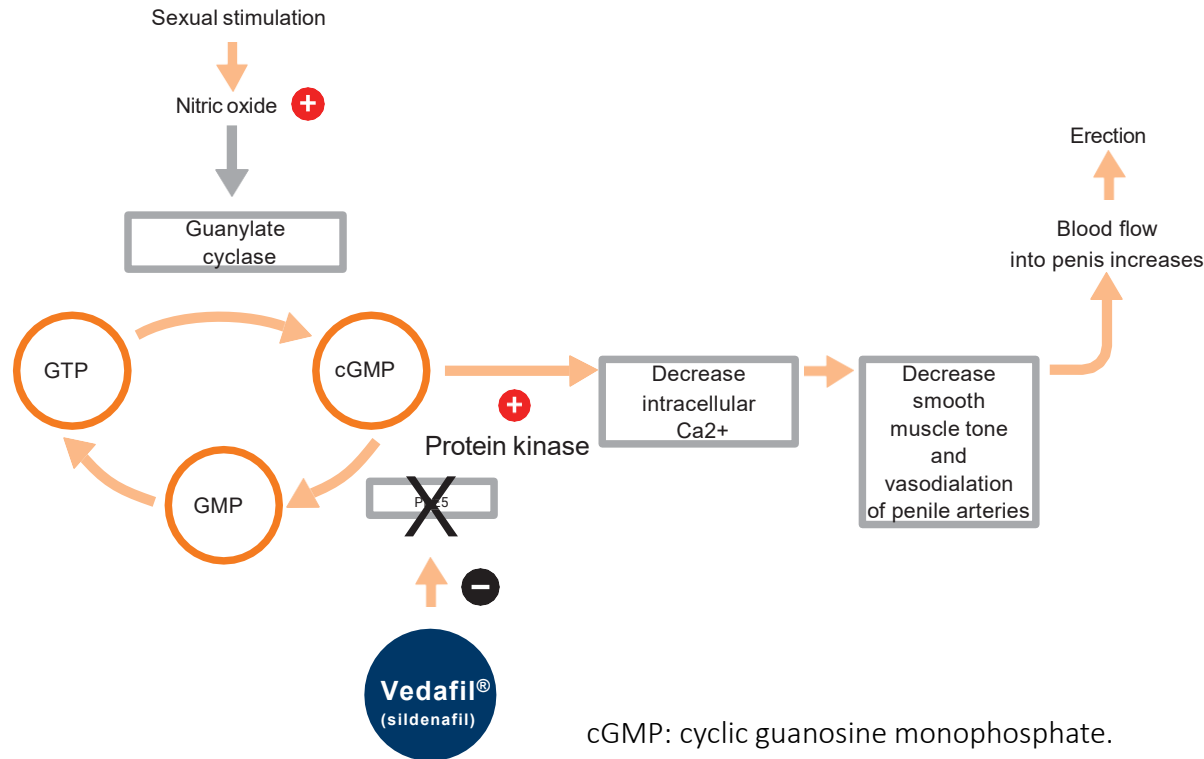 Sexual stimulation
Nitric oxide +
Guanylate
cyclase
GTP
cGMP
GMP
+
Protein kinase
Decrease
intracellular
Ca2+
Decrease
smooth
muscle tone
and
vasodialation
of penile arteries
Blood flow
into penis increases
Erection
X
−
Vedafil®
(sildenafil)
cGMP: cyclic guanosine monophosphate.